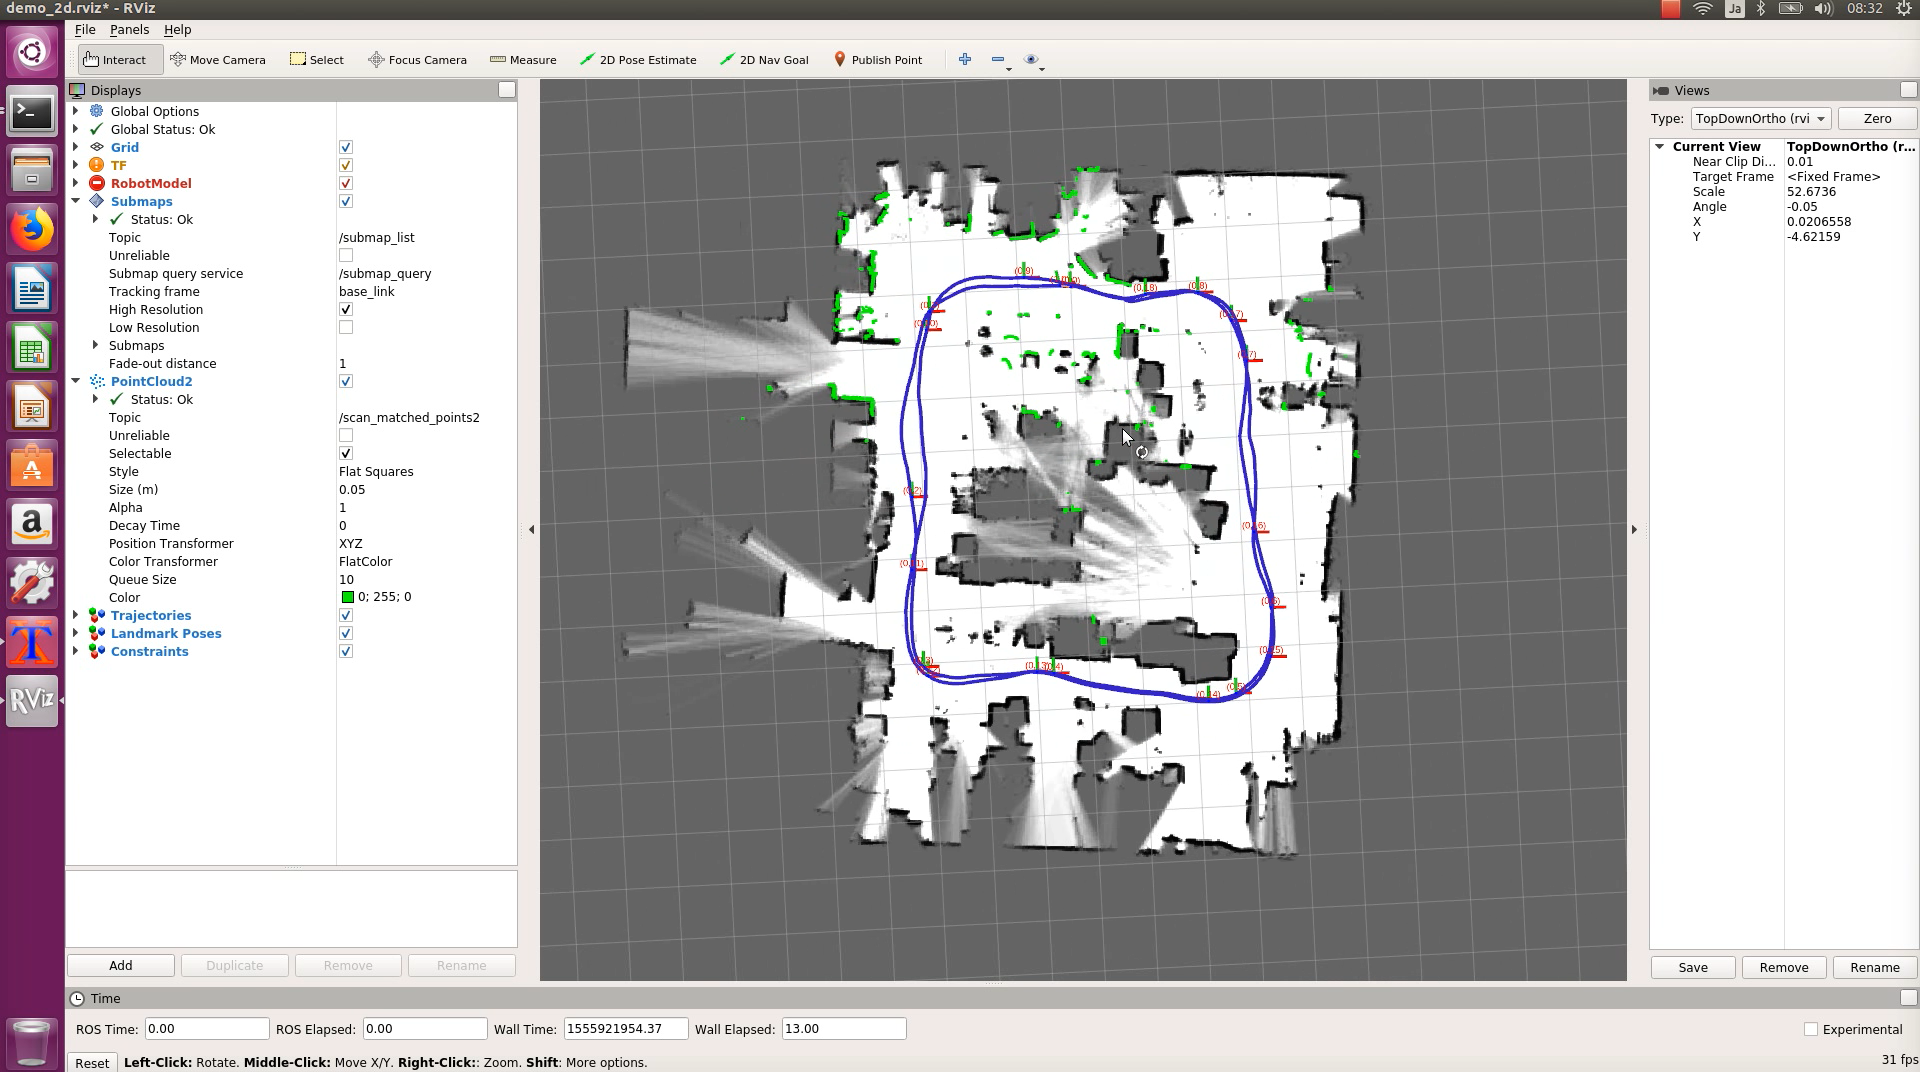 demo_2d.rviz* - RViz
Ja
08:32
File Panels Help
Interact Move Camera Select Focus Camera Measure 2D Pose Estimate 2D Nav Goal Publish Point
Displays
Global Options
Global Status: Ok
Grid
TF
RobotModel
Submaps
Status: Ok
Topic /submap_list
Unreliable
Submap query service /submap_query
Tracking frame base_link
High Resolution
Low Resolution
Submaps
Fade-out distance 1
PointCloud2
Status: Ok
Topic /scan_matched_points2
Unreliable
Selectable
Style Flat Squares
Size (m) 0.05
Alpha 1
Decay Time 0
Position Transformer XYZ
Color Transformer FlatColor
Queue Size 10
Color 0; 255; 0
Trajectories
Landmark Poses
Constraints
Add Duplicate Remove Rename
RViz
Views
Type: TopDownOrtho (rvi Zero
Current View TopDownOrtho (r...
Near Clip Di... 0.01
Target Frame <Fixed Frame>
Scale 52.6736
Angle -0.05
X 0.0206558
Y -4.62159
Save Remove Rename
Time
ROS Time: 0.00 ROS Elapsed: 0.00 Wall Time: 1555921954.37 Wall Elapsed: 13.00 Experimental
Reset Left-Click: Rotate. Middle-Click: Move X/Y. Right-Click:: Zoom. Shift: More options. 31 fps